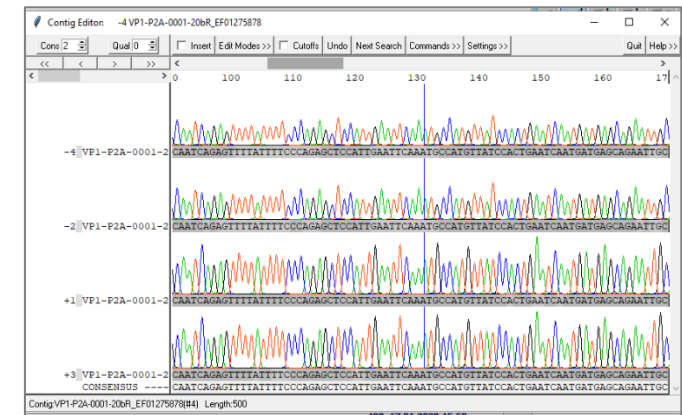 Contig Editor: -4 VP1-P2A-0001-20bR_EF01275878
Cons 2 Qual 0 Insert Edit Modes >> Cutoffs Undo Next Search Commands >> Settings >> Quit Help >>
<< < > >> < >
< > 0 100 110 120 130 140 150 160 17
-4 VP1-P2A-0001-2 CAATCAGAGTTTTATTTTCCCAGAGCTCCATTGAATTCAAATGCCATGTTATCCACTGAATCAATGATGAGCAGAATTGC
-2 VP1-P2A-0001-2 CAATCAGAGTTTTATTTTCCCAGAGCTCCATTGAATTCAAATGCCATGTTATCCACTGAATCAATGATGAGCAGAATTGC
+1 VP1-P2A-0001-2 CAATCAGAGTTTTATTTTCCCAGAGCTCCATTGAATTCAAATGCCATGTTATCCACTGAATCAATGATGAGCAGAATTGC
+3 VP1-P2A-0001-2 CAATCAGAGTTTTATTTTCCCAGAGCTCCATTGAATTCAAATGCCATGTTATCCACTGAATCAATGATGAGCAGAATTGC
CONSENSUS ---- CAATCAGAGTTTTATTTTCCCAGAGCTCCATTGAATTCAAATGCCATGTTATCCACTGAATCAATGATGAGCAGAATTGC
Contig:VP1-P2A-0001-20bR_EF01275878(#4) Length:500